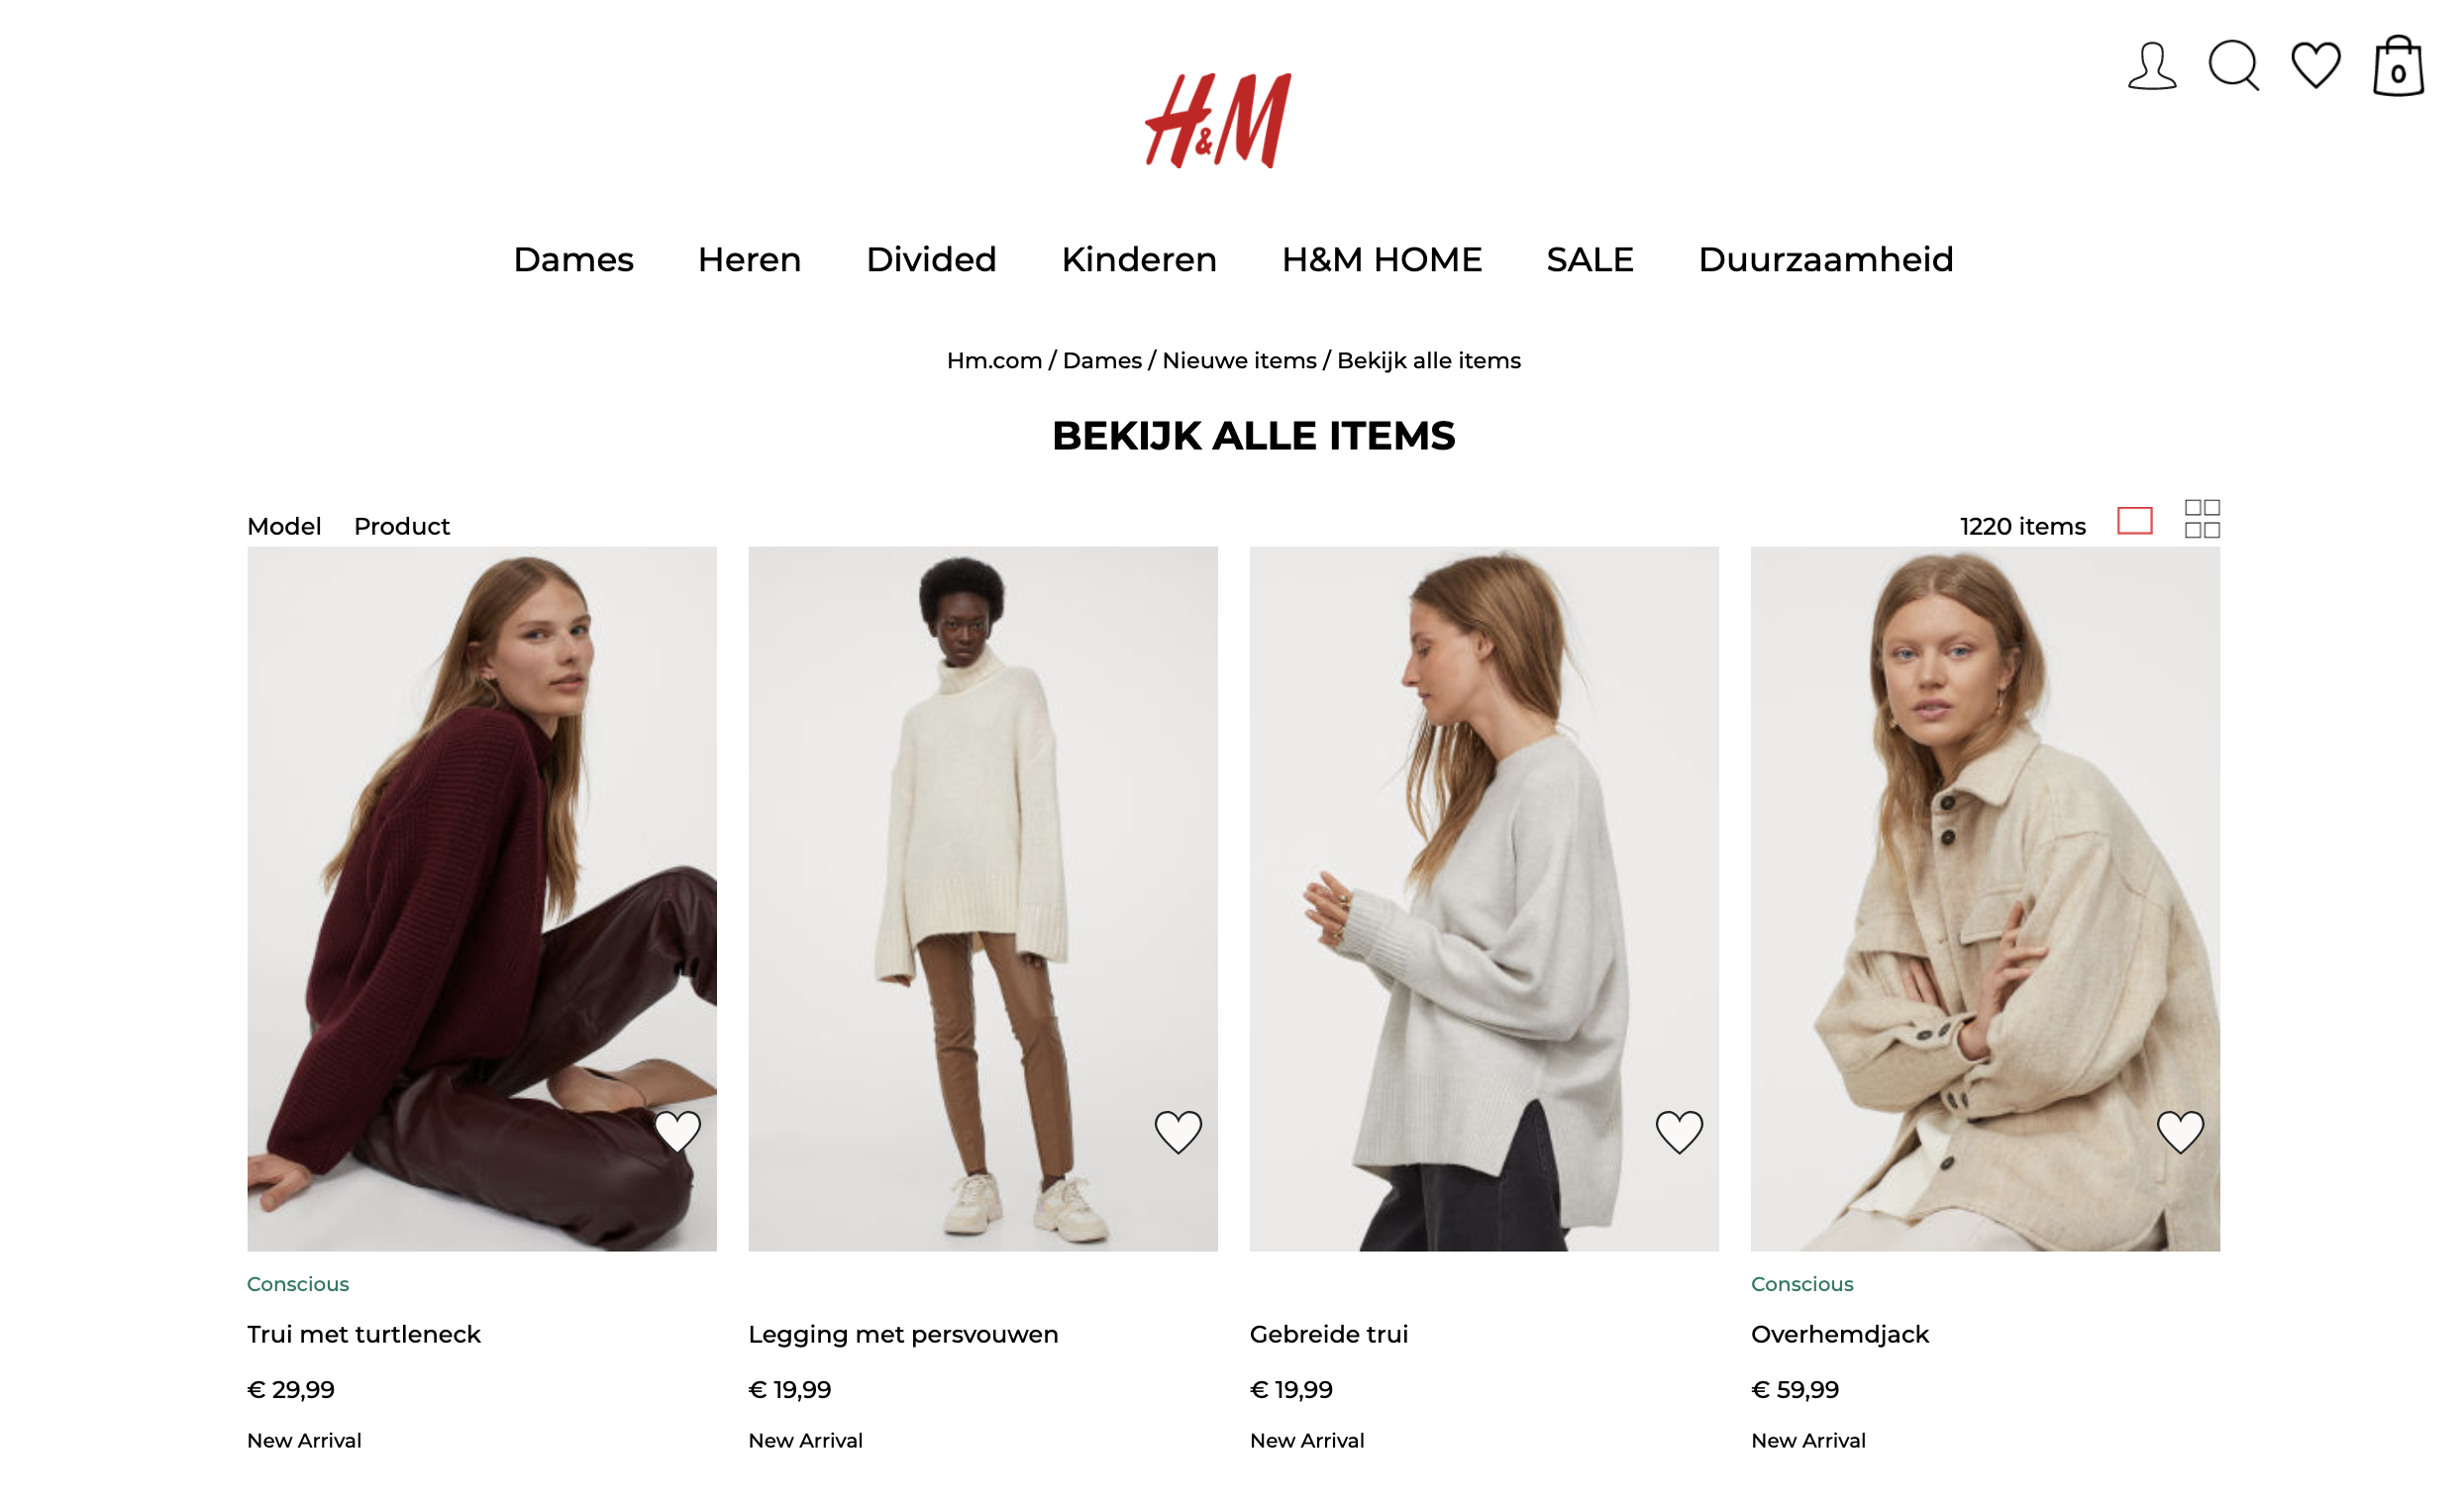 0
H&M
Dames Heren Divided Kinderen H&M HOME SALE Duurzaamheid
Hm.com / Dames / Nieuwe items / Bekijk alle items
BEKIJK ALLE ITEMS
Model Product 1220 items
Conscious Conscious
Trui met turtleneck Legging met persvouwen Gebreide trui Overhemdjack
€ 29,99 € 19,99 € 19,99 € 59,99
New Arrival New Arrival New Arrival New Arrival